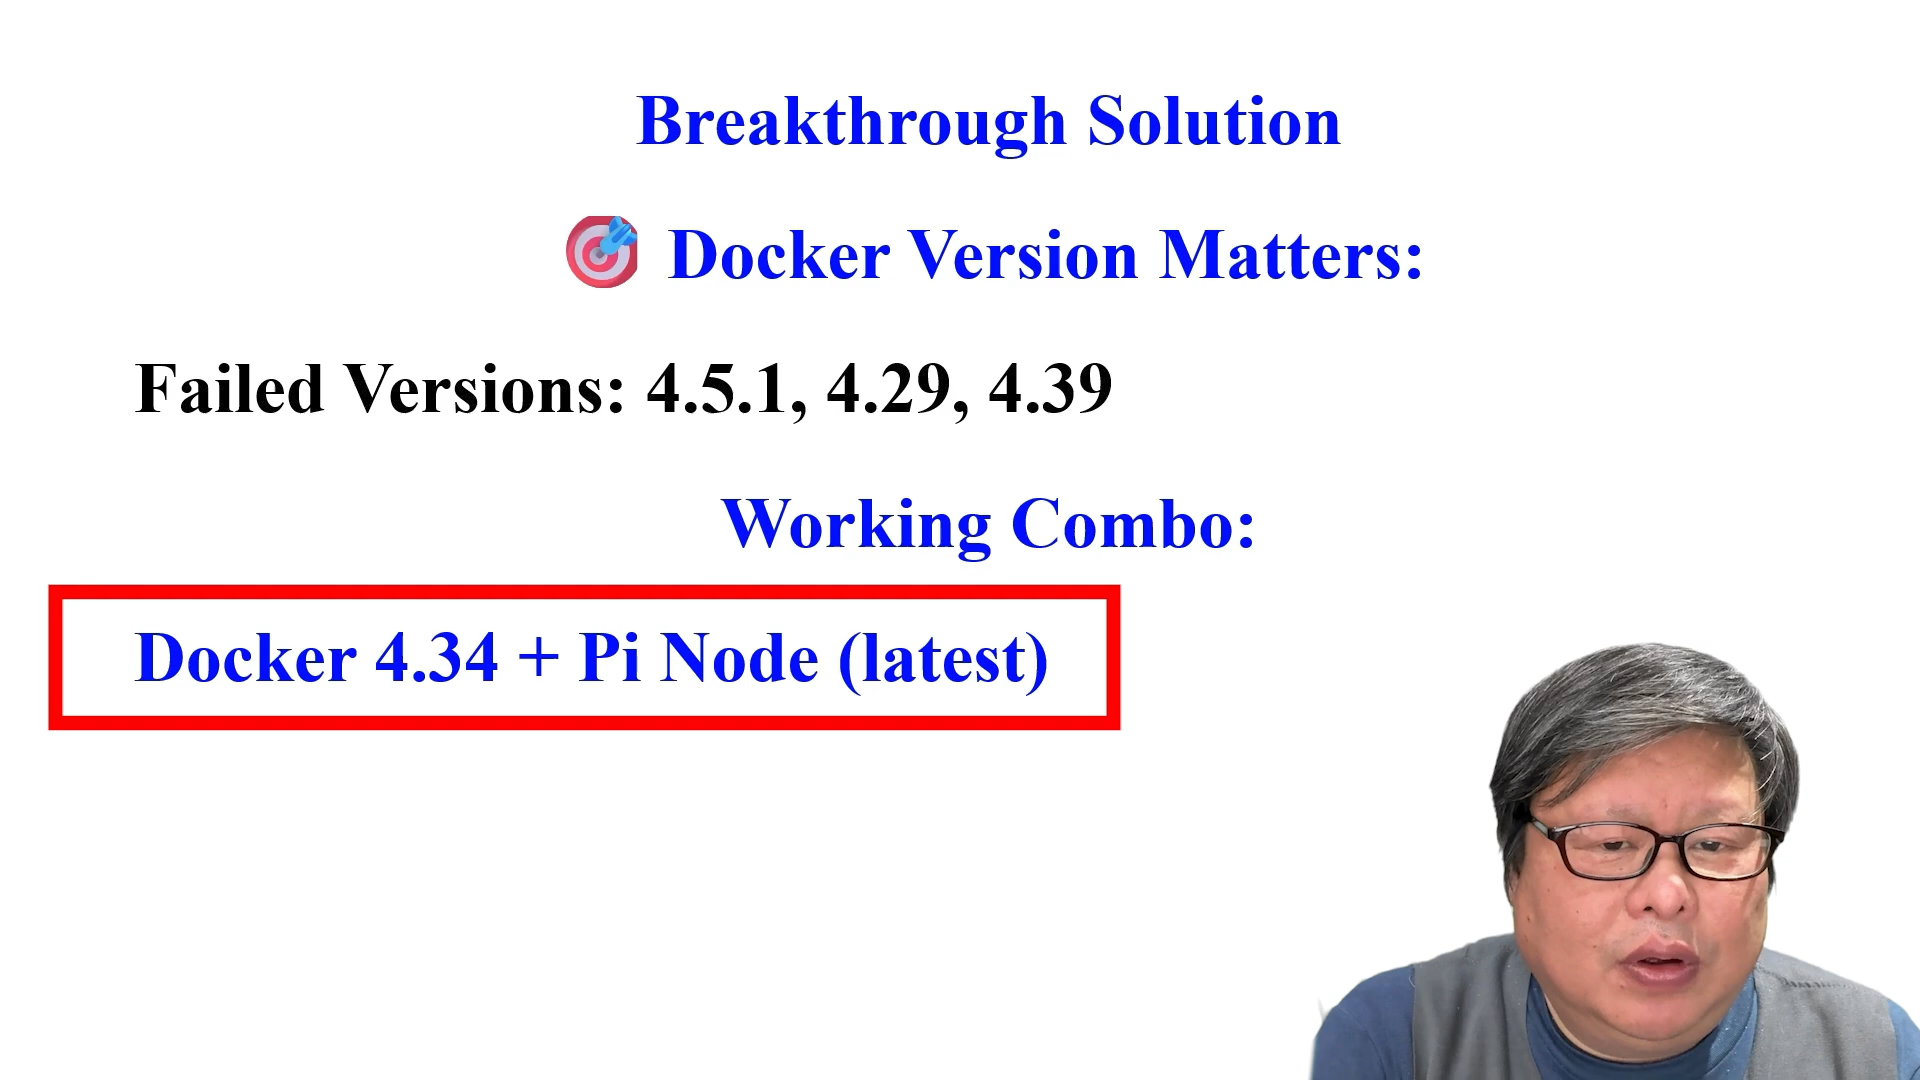 Breakthrough Solution
🎯 Docker Version Matters:
Failed Versions: 4.5.1, 4.29, 4.39
Working Combo:
Docker 4.34 + Pi Node (latest)